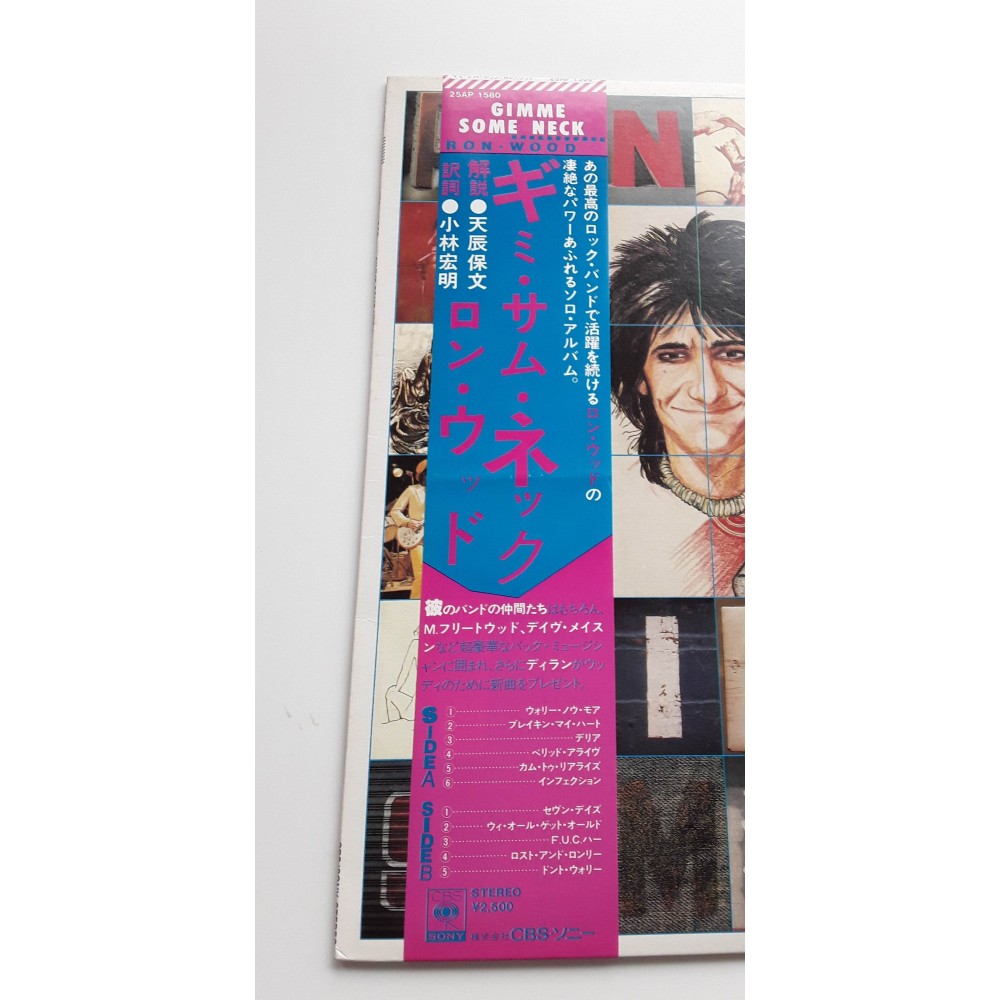 25AP 1580
GIMME
SOME NECK
RON・WOOD
あの最高のロック・バンドで活躍を続けるロン・ウッドの
凄絶なパワーあふれるソロ・アルバム。
ギミ・サム・ネック
ロン・ウッド
解説●天辰保文
訳詞●小林宏明
彼のバンドの仲間たちはもちろん、
M.フリートウッド、デイヴ・メイス
ンなど超豪華なバック・ミュージシ
ャンに囲まれ、さらにディランがウッ
ディのために新曲をプレゼント。
SIDE A
①ウォリー・ノウ・モア
②ブレイキン・マイ・ハート
③デリア
④ベリッド・アライヴ
⑤カム・トゥ・リアライズ
⑥インフェクション
SIDE B
①セヴン・デイズ
②ウィ・オール・ゲット・オールド
③F.U.C.ハー
④ロスト・アンド・ロンリー
⑤ドント・ウォリー
CBS
SONY
STEREO
¥2,500
株式会社 CBS・ソニー
N
I
M